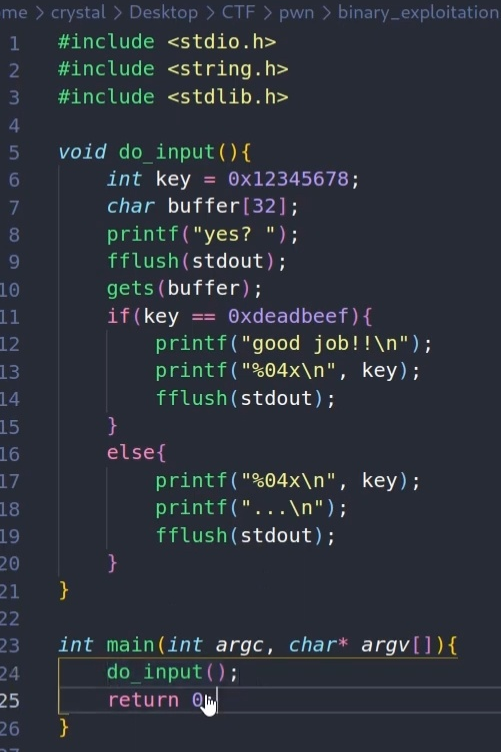 me > crystal > Desktop > CTF > pwn > binary_exploitation
1 #include <stdio.h>
2 #include <string.h>
3 #include <stdlib.h>
4
5 void do_input(){
6     int key = 0x12345678;
7     char buffer[32];
8     printf("yes? ");
9     fflush(stdout);
10     gets(buffer);
11     if(key == 0xdeadbeef){
12         printf("good job!!\n");
13         printf("%04x\n", key);
14         fflush(stdout);
15     }
16     else{
17         printf("%04x\n", key);
18         printf("...\n");
19         fflush(stdout);
20     }
21 }
22
23 int main(int argc, char* argv[]){
24     do_input();
25     return 0
26 }